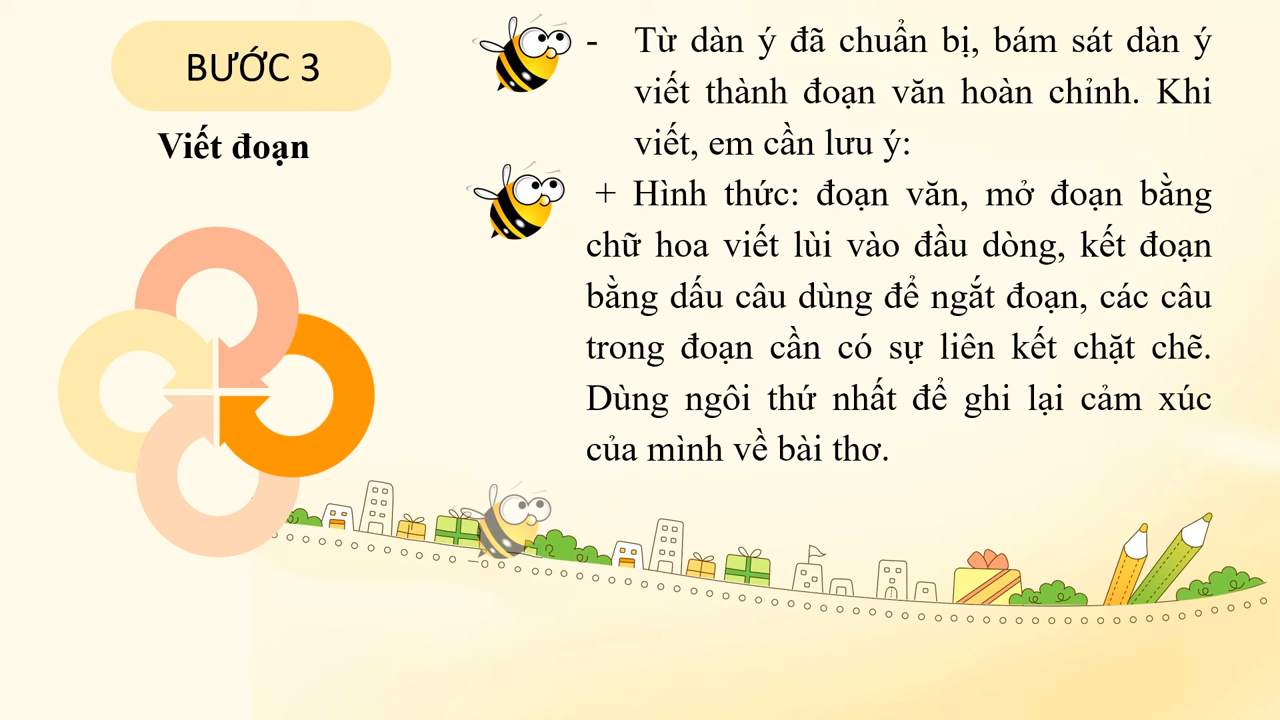 BƯỚC 3
Viết đoạn
- Từ dàn ý đã chuẩn bị, bám sát dàn ý
viết thành đoạn văn hoàn chỉnh. Khi
viết, em cần lưu ý:
+ Hình thức: đoạn văn, mở đoạn bằng
chữ hoa viết lùi vào đầu dòng, kết đoạn
bằng dấu câu dùng để ngắt đoạn, các câu
trong đoạn cần có sự liên kết chặt chẽ.
Dùng ngôi thứ nhất để ghi lại cảm xúc
của mình về bài thơ.